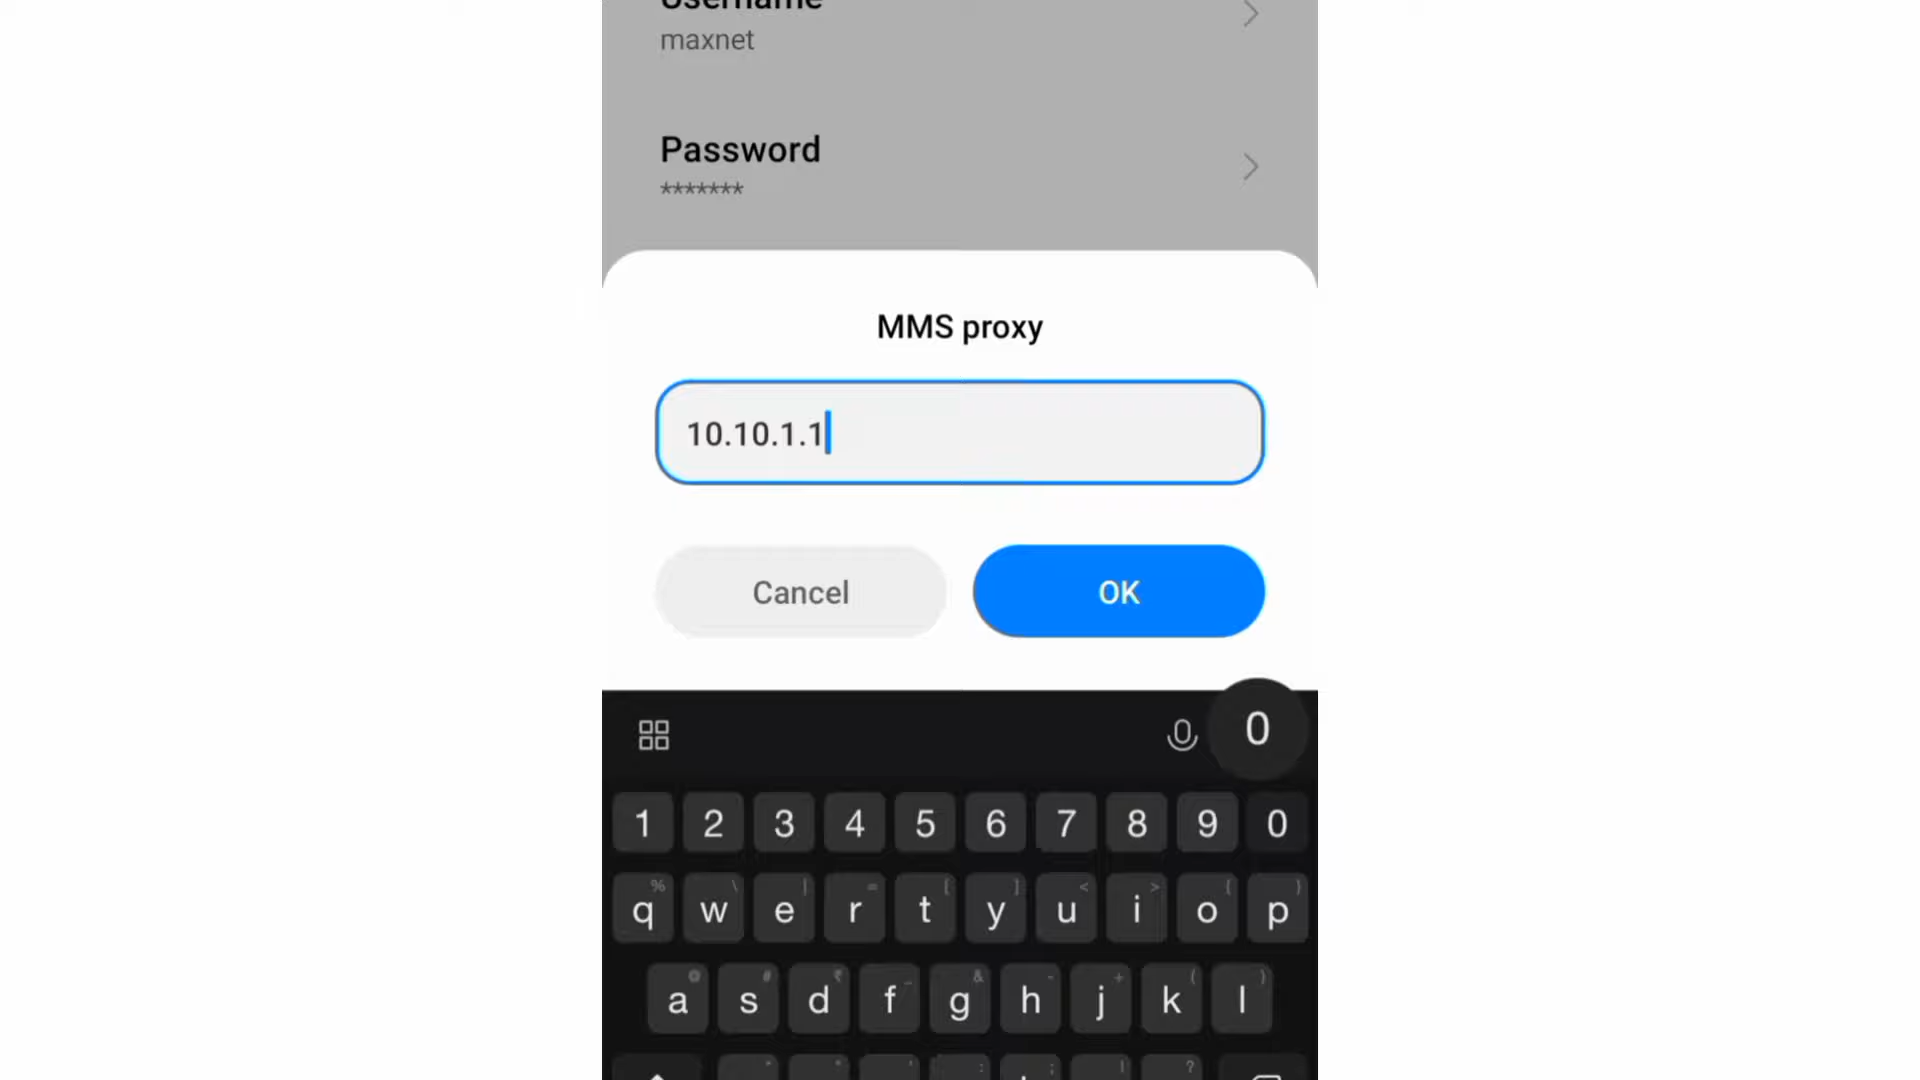 Username
maxnet
Password
*******
MMS proxy
10.10.1.1
Cancel
OK
0
1 2 3 4 5 6 7 8 9 0
% \ | = [ ] < > { }
q w e r t y u i o p
@ # ₹ _ & - + ( )
a s d f g h j k l